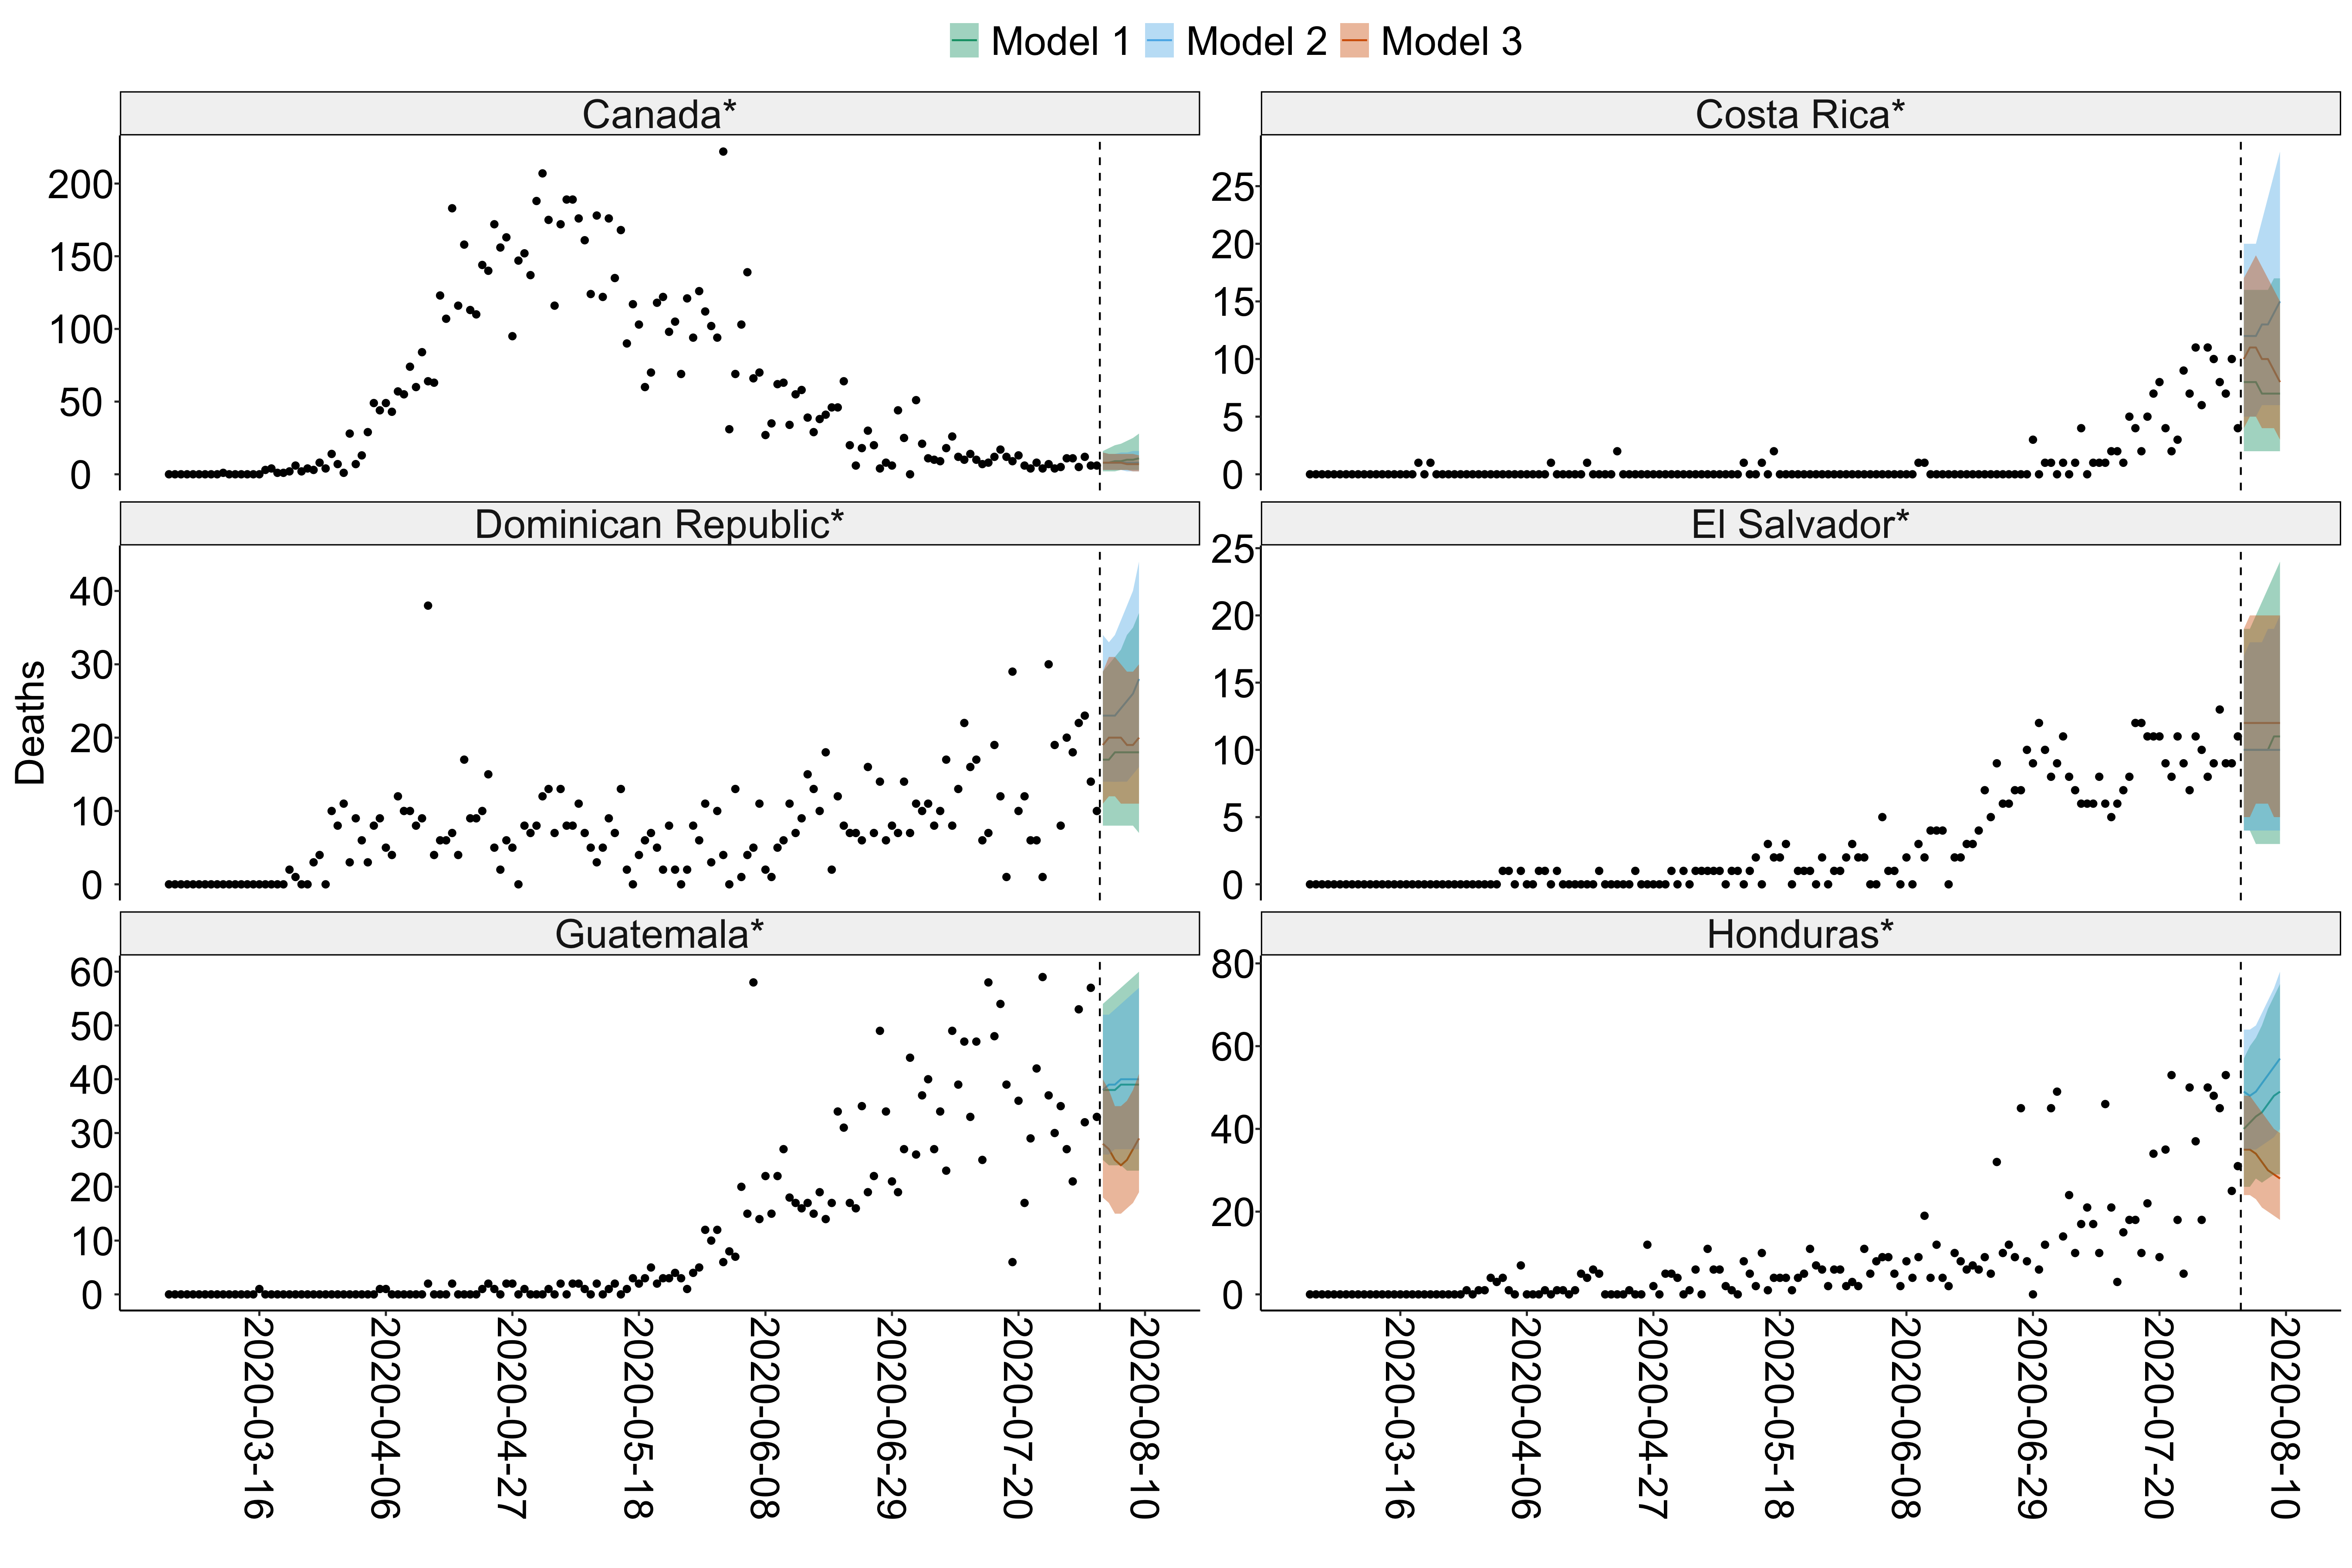 Model 1 Model 2 Model 3
Canada* Costa Rica*
200 25
150 20
100 15
50 10
0 5
0
Dominican Republic* El Salvador*
40 25
30 20
20 15
10 10
0 5
0
Deaths
Guatemala* Honduras*
60 80
50 60
40 40
30 20
20 0
10
0
2020-03-16 2020-04-06 2020-04-27 2020-05-18 2020-06-08 2020-06-29 2020-07-20 2020-08-10
2020-03-16 2020-04-06 2020-04-27 2020-05-18 2020-06-08 2020-06-29 2020-07-20 2020-08-10